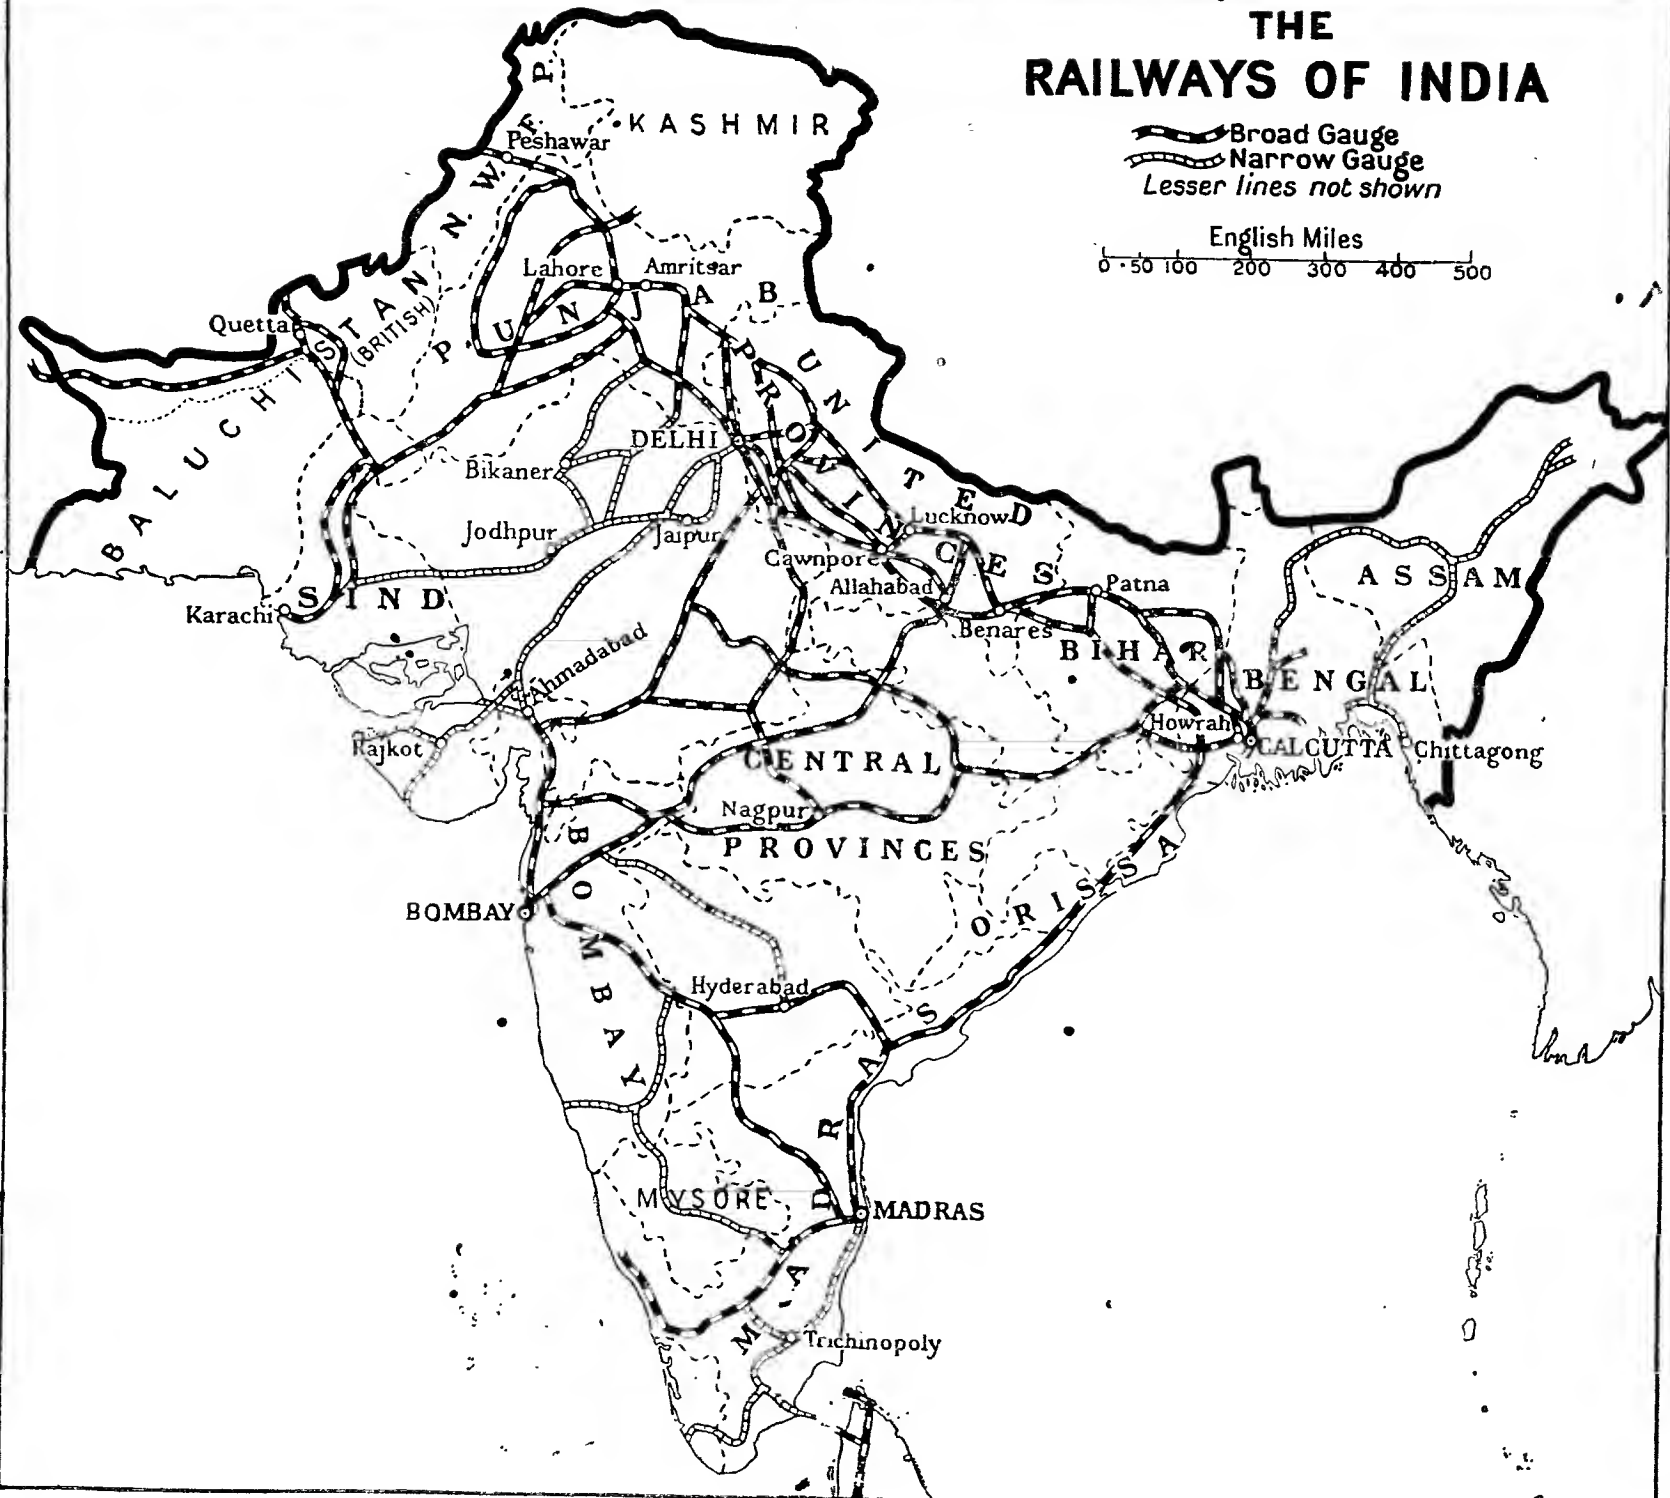 THE
RAILWAYS OF INDIA
Broad Gauge
Narrow Gauge
Lesser lines not shown
English Miles
0 50 100 200 300 400 500
N. W. F. P.
KASHMIR
Peshawar
Lahore
Amritsar
PUNJAB
Quetta
BALUCHISTAN
(BRITISH)
UNITED
PROVINCES
DELHI
Bikaner
Jodhpur
Jaipur
Lucknow
Cawnpore
Allahabad
Benares
Patna
ASSAM
SIND
Karachi
BIHAR
BENGAL
Ahmadabad
Rajkot
Howrah
CALCUTTA
Chittagong
CENTRAL
PROVINCES
Nagpur
ORISSA
BOMBAY
BOMBAY
Hyderabad
MADRAS
MYSORE
MADRAS
Trichinopoly